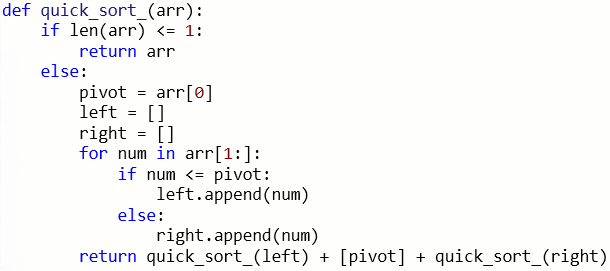 def quick_sort_(arr):
    if len(arr) <= 1:
        return arr
    else:
        pivot = arr[0]
        left = []
        right = []
        for num in arr[1:]:
            if num <= pivot:
                left.append(num)
            else:
                right.append(num)
        return quick_sort_(left) + [pivot] + quick_sort_(right)